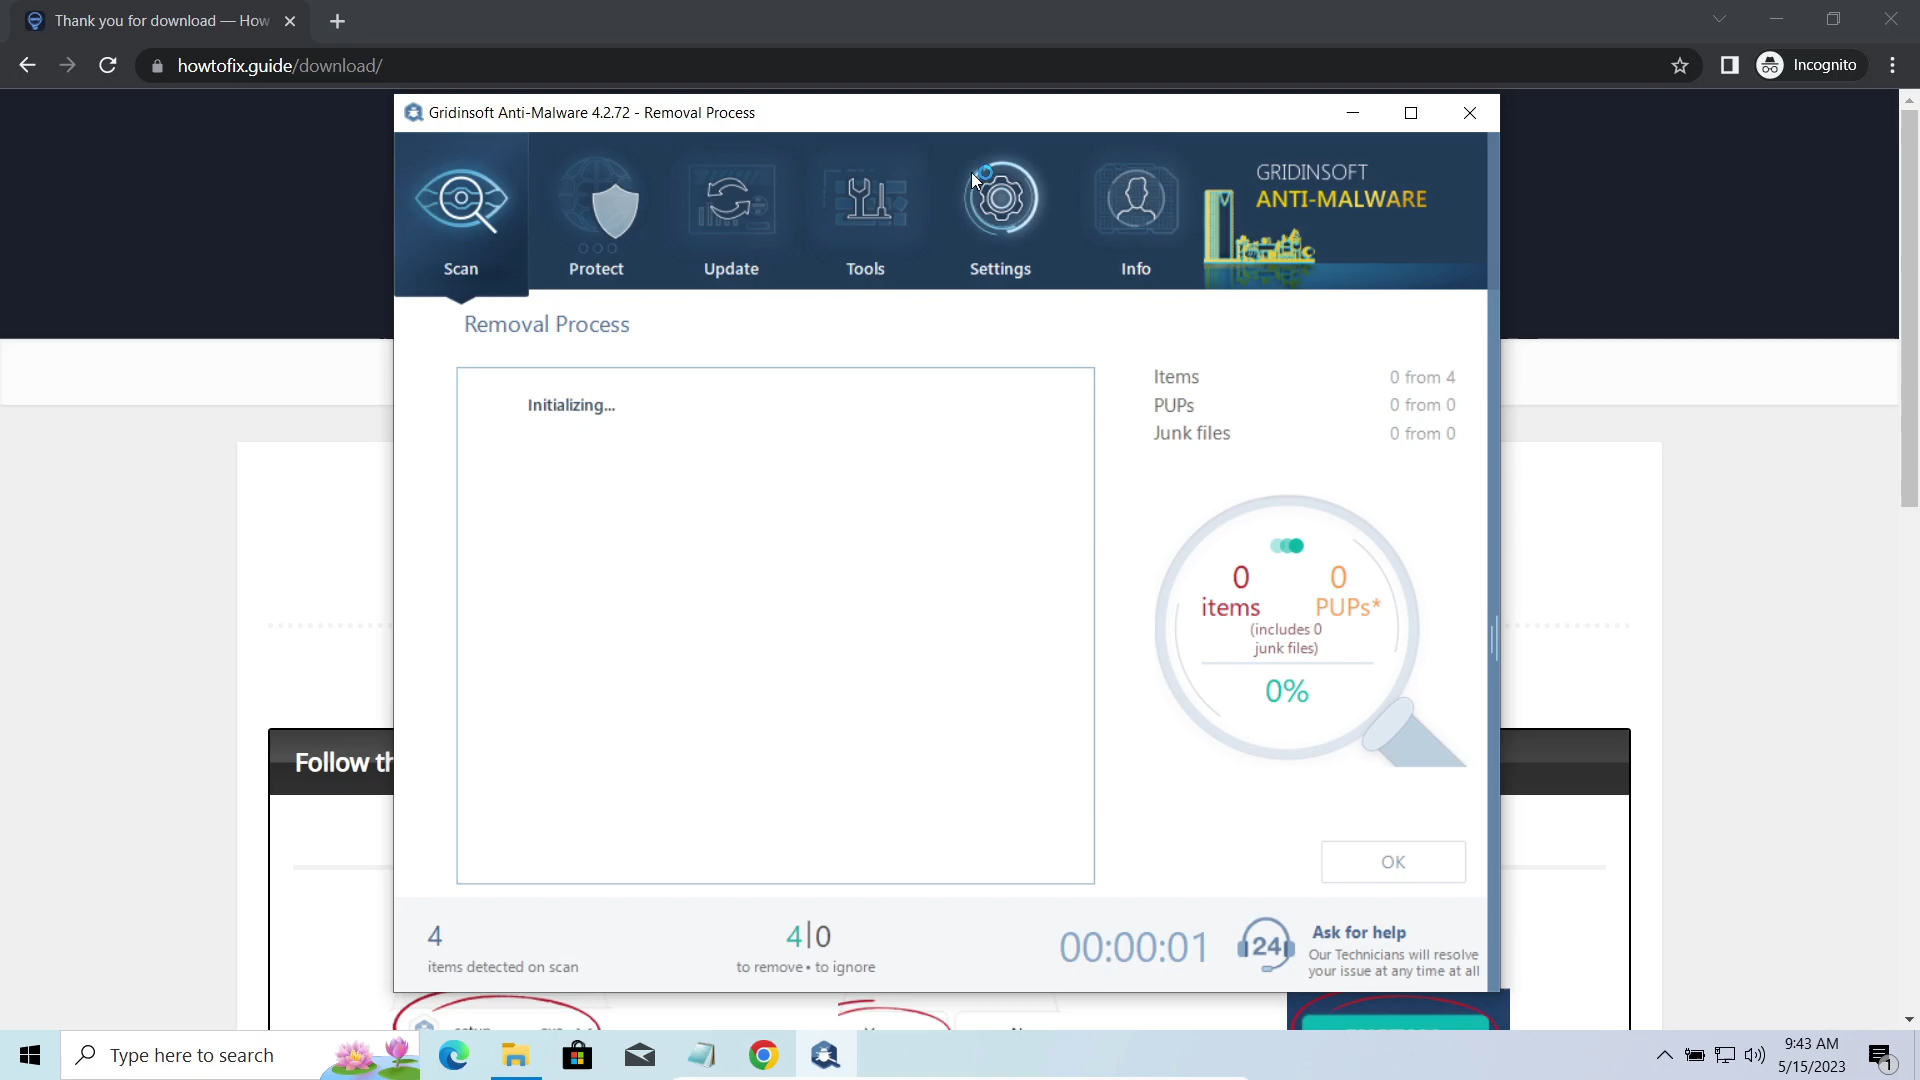 Thank you for download — How
howtofix.guide/download/
Incognito
Gridinsoft Anti-Malware 4.2.72 - Removal Process
GRIDINSOFT
ANTI-MALWARE
Scan
Protect
Update
Tools
Settings
Info
Removal Process
Initializing...
Items 0 from 4
PUPs 0 from 0
Junk files 0 from 0
0 0
items PUPs*
(includes 0
junk files)
0%
Follow th
OK
4
items detected on scan
4|0
to remove • to ignore
00:00:01
24
Ask for help
Our Technicians will resolve
your issue at any time at all
Type here to search
9:43 AM
5/15/2023
1